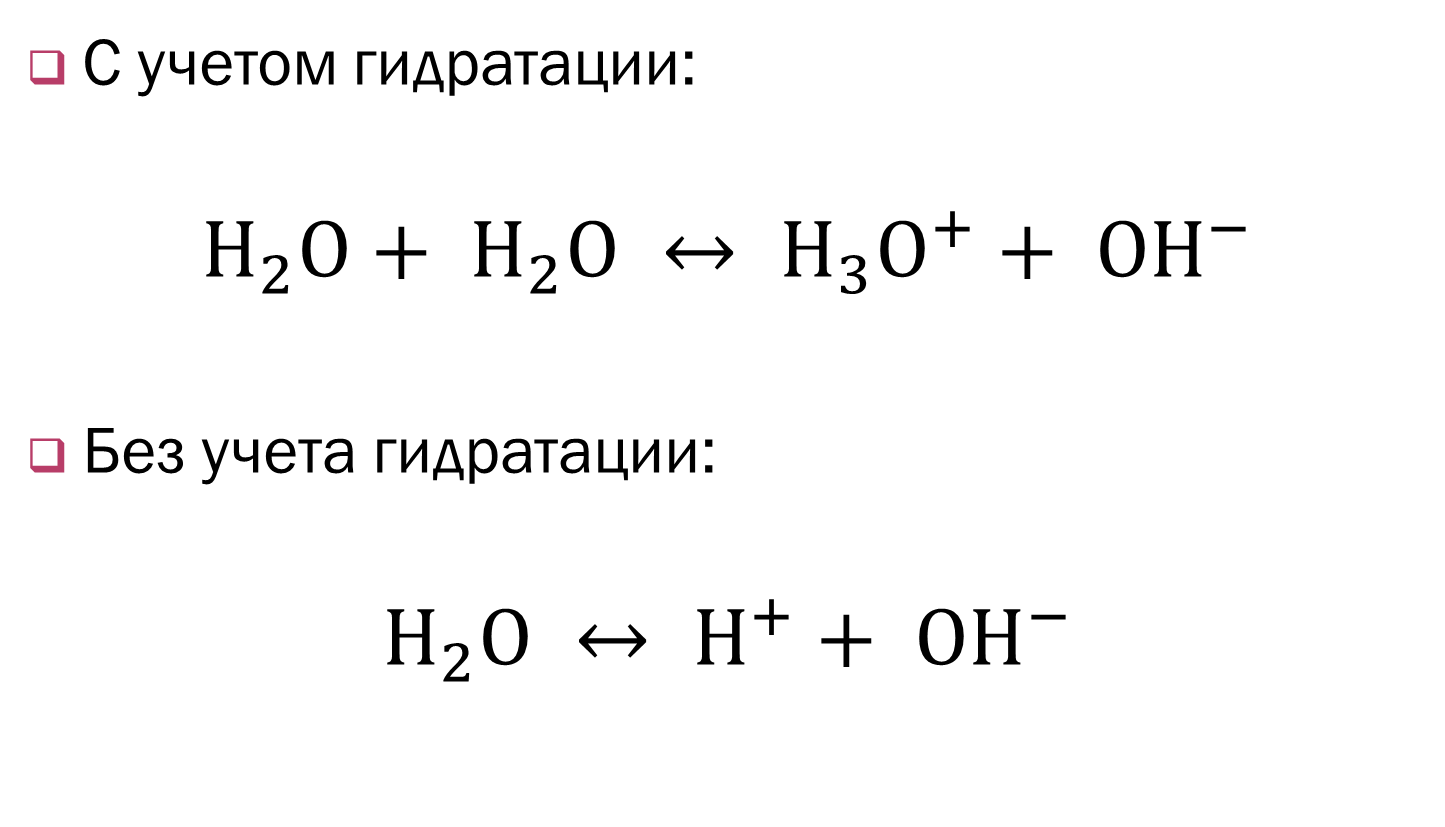 ❑ С учетом гидратации:
H₂O + H₂O ↔ H₃O⁺ + OH⁻
❑ Без учета гидратации:
H₂O ↔ H⁺ + OH⁻